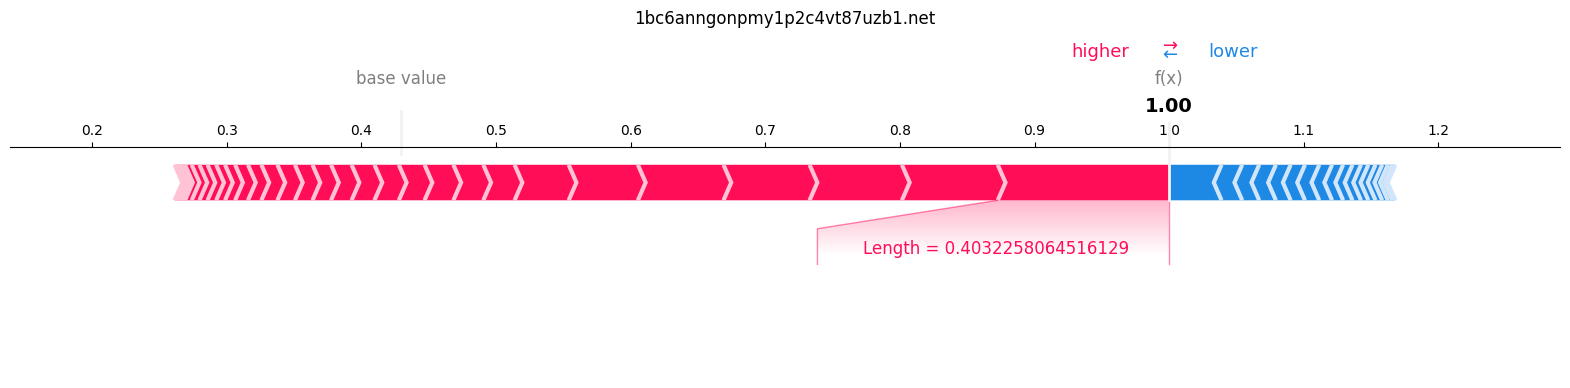 1bc6anngonpmy1p2c4vt87uzb1.net
higher → ← lower
base value f(x)
1.00
0.2 0.3 0.4 0.5 0.6 0.7 0.8 0.9 1.0 1.1 1.2
Length = 0.4032258064516129